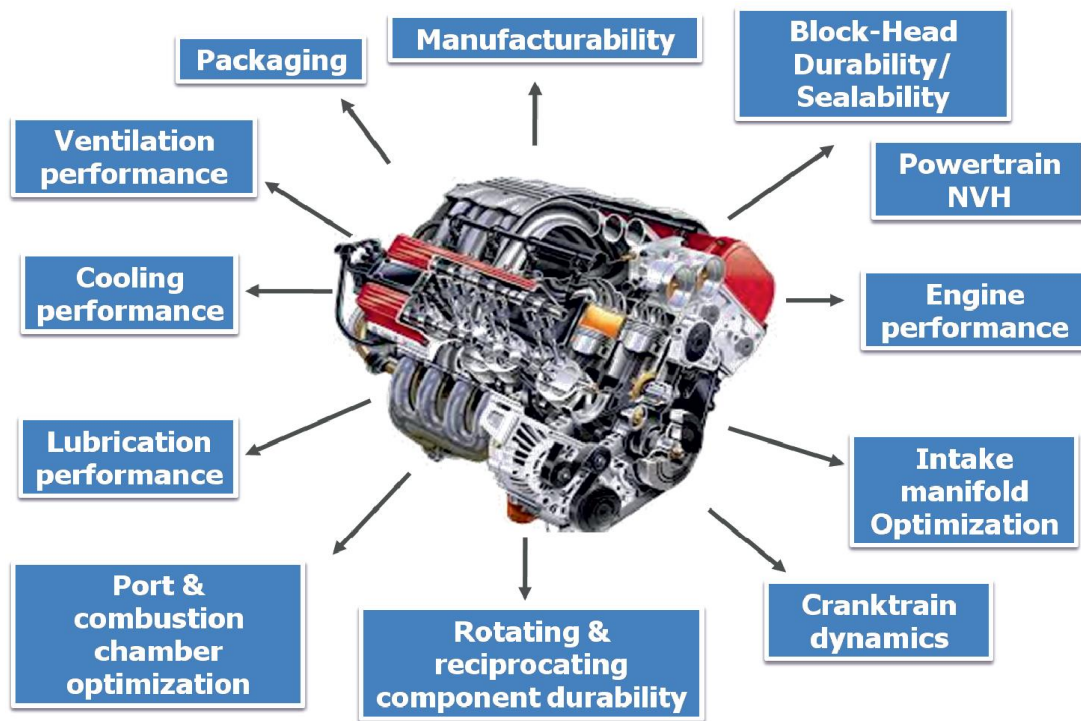 Packaging
Manufacturability
Block-Head
Durability/
Sealability
Ventilation
performance
Powertrain
NVH
Cooling
performance
Engine
performance
Lubrication
performance
Intake
manifold
Optimization
Port &
combustion
chamber
optimization
Rotating &
reciprocating
component durability
Cranktrain
dynamics